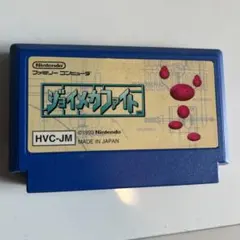 Nintendo
ファミリー コンピュータ
ジョイメカファイト
HVC-JM
©1993 Nintendo
MADE IN JAPAN